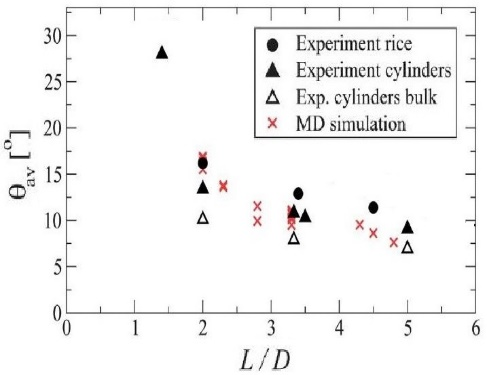 30
25
20
15
10
5
0
θav [o]
Experiment rice
Experiment cylinders
Exp. cylinders bulk
MD simulation
0 1 2 3 4 5 6
L/D